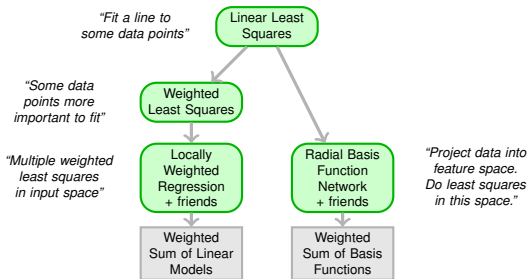 “Fit a line to
some data points”
Linear Least
Squares
“Some data
points more
important to fit”
Weighted
Least Squares
“Multiple weighted
least squares
in input space”
Locally
Weighted
Regression
+ friends
Radial Basis
Function
Network
+ friends
“Project data into
feature space.
Do least squares
in this space.”
Weighted
Sum of Linear
Models
Weighted
Sum of Basis
Functions